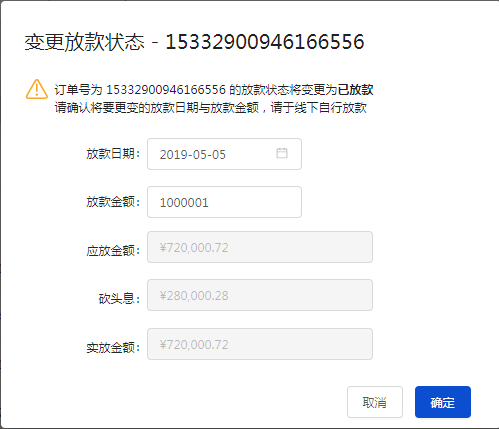 变更放款状态 - 15332900946166556
订单号为 15332900946166556 的放款状态将变更为已放款
请确认将要更变的放款日期与放款金额，请于线下自行放款
放款日期: 2019-05-05
放款金额: 1000001
应放金额: ¥720,000.72
砍头息: ¥280,000.28
实放金额: ¥720,000.72
取消 确定